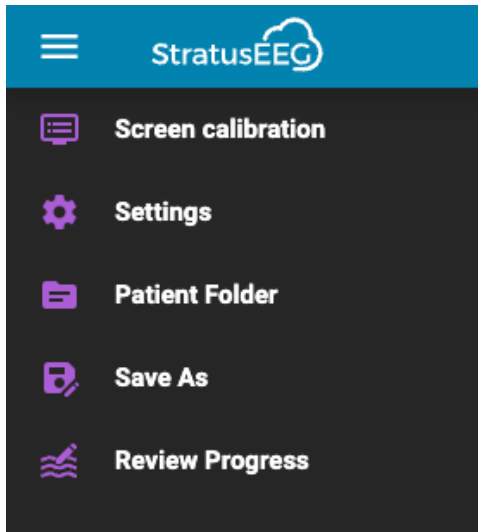 StratusEEG
Screen calibration
Settings
Patient Folder
Save As
Review Progress